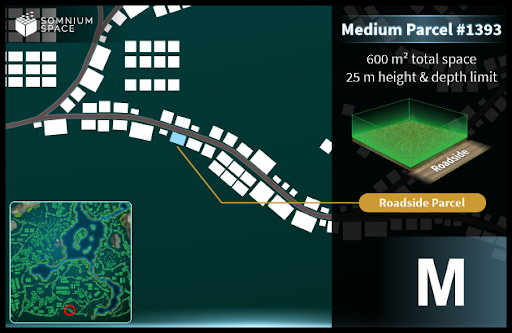 SOMNIUM
SPACE
Medium Parcel #1393
600 m² total space
25 m height & depth limit
Roadside
Roadside Parcel
M